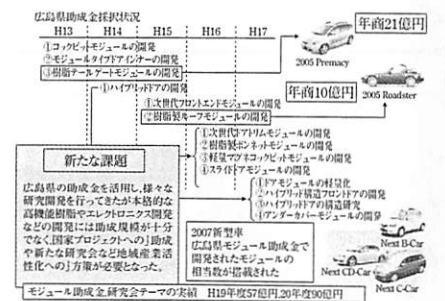 広島県助成金採択状況
H13 H14 H15 H16 H17
①コックピットモジュールの開発
②モジュールタイプドアインナーの開発
③樹脂テールゲートモジュールの開発
①ハイブリッドドアの開発
年商21億円
2005 Premacy
①次世代フロントエンドモジュールの開発
②樹脂製ルーフモジュールの開発
年商10億円
2005 Roadster
①次世代ドアトリムモジュールの開発
②樹脂製ボンネットモジュールの開発
③軽量マグネコックピットモジュールの開発
④スライドドアモジュールの開発
①ドアモジュールの軽量化
②ハイブリッド構造フロントドアの開発
③ハイブリッド構造研究
④アンダーカバーモジュールの開発
新たな課題
広島県の助成金を活用し、様々な
研究開発を行ってきたが本格的な
高機能樹脂やエレクトロニクス開発
などの開発には助成規模が十分
でなく、国家プロジェクトへの助成
や新たな研究会など地域産業活
性化への方策が必要となった。
2007新型車
広島県モジュール助成金で
開発されたモジュールの
相当数が搭載された
Next B-Car
Next CD-Car
Next C-Car
モジュール助成金、研究会テーマの実績 H19年度57億円、20年度90億円